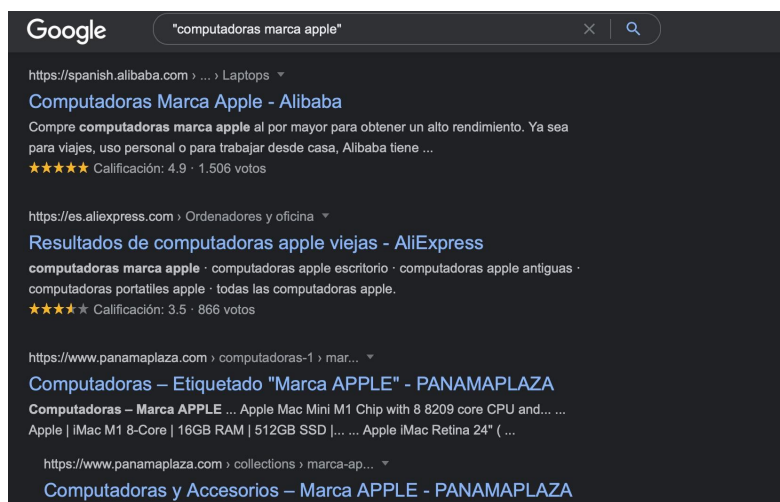 Google
"computadoras marca apple"
https://spanish.alibaba.com › ... › Laptops
Computadoras Marca Apple - Alibaba
Compre computadoras marca apple al por mayor para obtener un alto rendimiento. Ya sea
para viajes, uso personal o para trabajar desde casa, Alibaba tiene ...
Calificación: 4.9 · 1.506 votos
https://es.aliexpress.com › Ordenadores y oficina
Resultados de computadoras apple viejas - AliExpress
computadoras marca apple · computadoras apple escritorio · computadoras apple antiguas ·
computadoras portatiles apple · todas las computadoras apple.
Calificación: 3.5 · 866 votos
https://www.panamaplaza.com › computadoras-1 › mar...
Computadoras – Etiquetado "Marca APPLE" - PANAMAPLAZA
Computadoras – Marca APPLE ... Apple Mac Mini M1 Chip with 8 8209 core CPU and... ...
Apple | iMac M1 8-Core | 16GB RAM | 512GB SSD |... ... Apple iMac Retina 24" ( ...
https://www.panamaplaza.com › collections › marca-ap...
Computadoras y Accesorios – Marca APPLE - PANAMAPLAZA